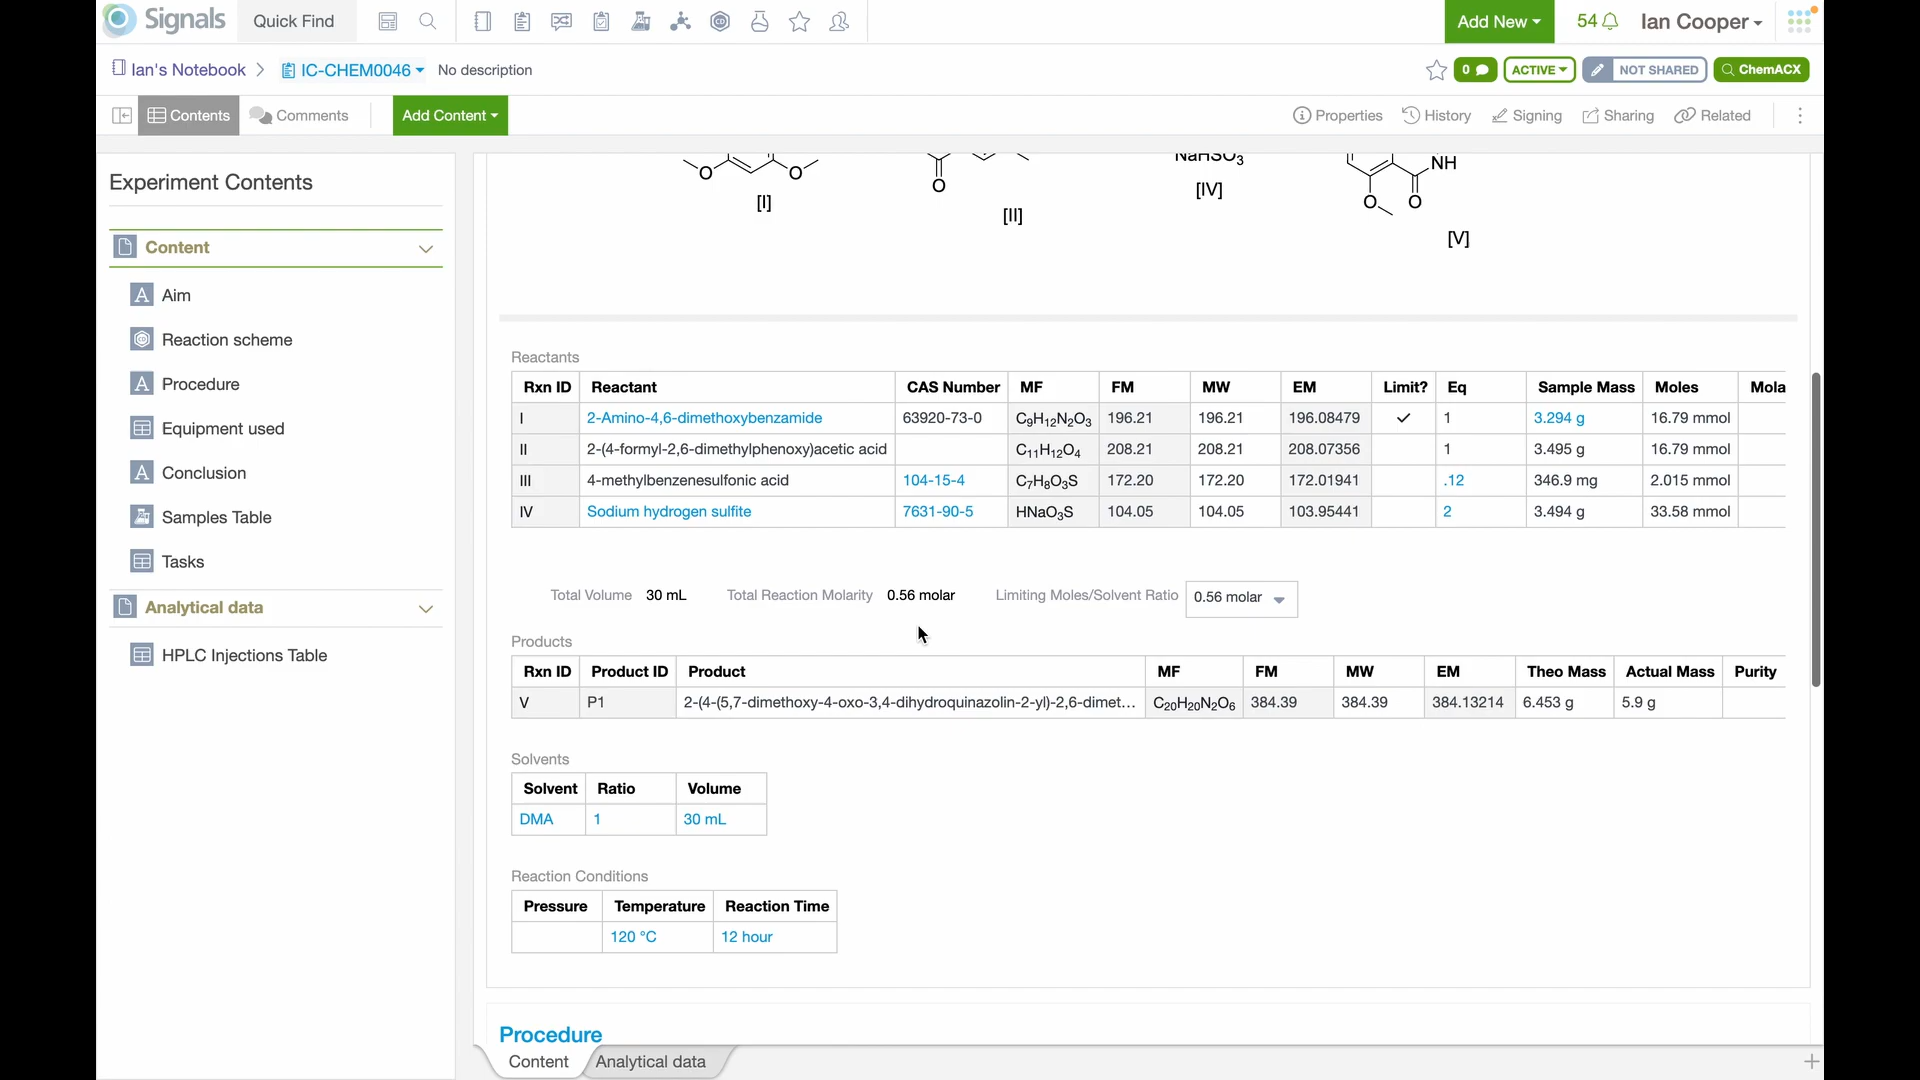 Signals Quick Find Add New 54 Ian Cooper
Ian's Notebook IC-CHEM0046 No description 0 ACTIVE NOT SHARED ChemACX
Contents Comments Add Content Properties History Signing Sharing Related
Experiment Contents
Content
Aim
Reaction scheme
Procedure
Equipment used
Conclusion
Samples Table
Tasks
Analytical data
HPLC Injections Table
NaHSO3 NH
O O O O O
[I] [II] [IV] [V]
Reactants
Rxn ID Reactant CAS Number MF FM MW EM Limit? Eq Sample Mass Moles Mola
I 2-Amino-4,6-dimethoxybenzamide 63920-73-0 C9H12N2O3 196.21 196.21 196.08479 ✓ 1 3.294 g 16.79 mmol
II 2-(4-formyl-2,6-dimethylphenoxy)acetic acid C11H12O4 208.21 208.21 208.07356 1 3.495 g 16.79 mmol
III 4-methylbenzenesulfonic acid 104-15-4 C7H8O3S 172.20 172.20 172.01941 .12 346.9 mg 2.015 mmol
IV Sodium hydrogen sulfite 7631-90-5 HNaO3S 104.05 104.05 103.95441 2 3.494 g 33.58 mmol
Total Volume 30 mL Total Reaction Molarity 0.56 molar Limiting Moles/Solvent Ratio 0.56 molar
Products
Rxn ID Product ID Product MF FM MW EM Theo Mass Actual Mass Purity
V P1 2-(4-(5,7-dimethoxy-4-oxo-3,4-dihydroquinazolin-2-yl)-2,6-dimet... C20H20N2O6 384.39 384.39 384.13214 6.453 g 5.9 g
Solvents
Solvent Ratio Volume
DMA 1 30 mL
Reaction Conditions
Pressure Temperature Reaction Time
120 °C 12 hour
Procedure
Content Analytical data